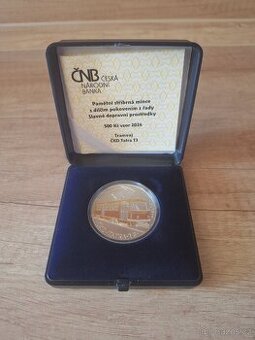 ČNB ČESKÁ
NÁRODNÍ
BANKA
Pamětní stříbrná mince
s dílčím pokovením z řady
Slavné dopravní prostředky
500 Kč vzor 2026
Tramvaj
ČKD Tatra T3